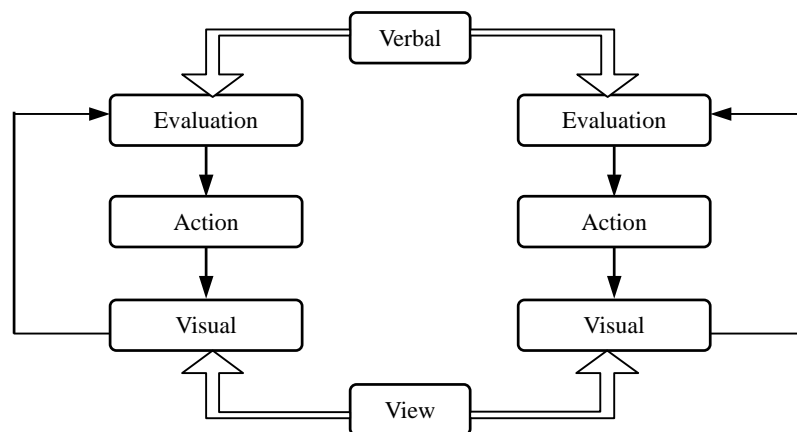 Verbal
Evaluation
Evaluation
Action
Action
Visual
Visual
View